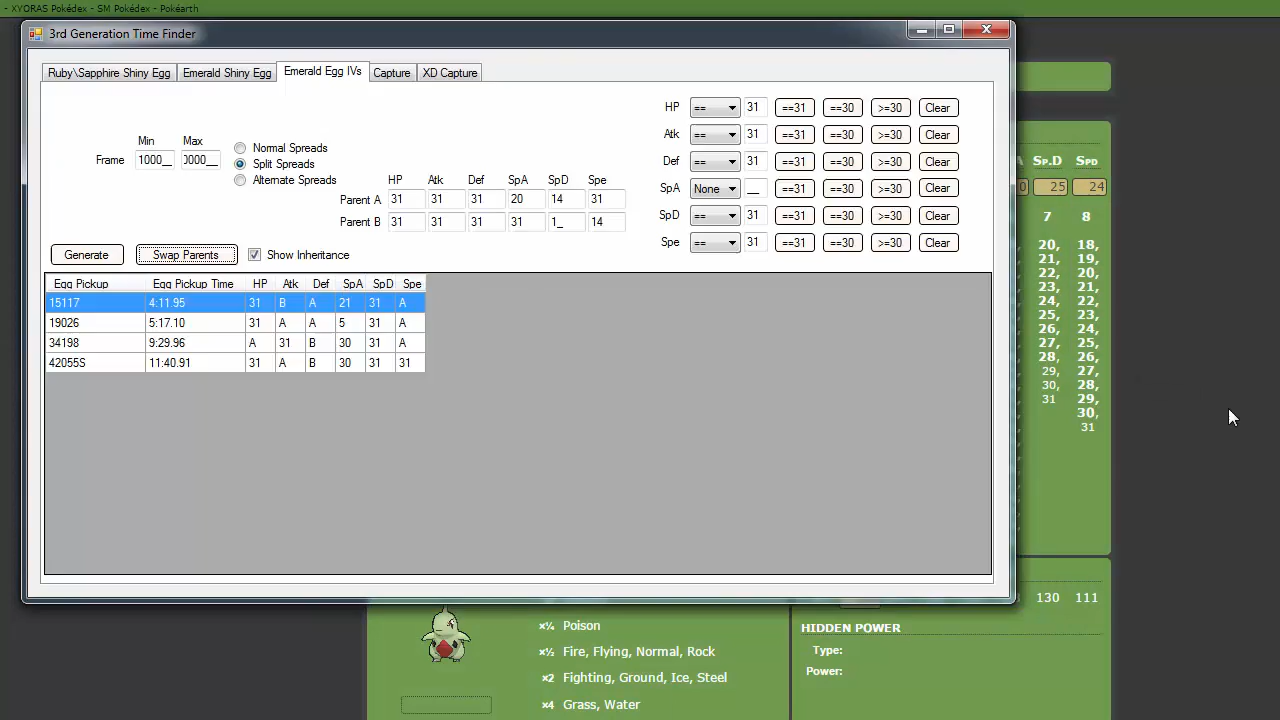 - XYORAS Pokédex - SM Pokédex - Pokéarth
3rd Generation Time Finder
Ruby\Sapphire Shiny Egg
Emerald Shiny Egg
Emerald Egg IVs
Capture
XD Capture
Min Max
Frame 1000__ 0000__
Normal Spreads
Split Spreads
Alternate Spreads
HP Atk Def SpA SpD Spe
Parent A 31 31 31 20 14 31
Parent B 31 31 31 31 1_ 14
HP == 31 ==31 ==30 >=30 Clear
Atk == 31 ==31 ==30 >=30 Clear
Def == 31 ==31 ==30 >=30 Clear
SpA None __ ==31 ==30 >=30 Clear
SpD == 31 ==31 ==30 >=30 Clear
Spe == 31 ==31 ==30 >=30 Clear
Generate Swap Parents Show Inheritance
Egg Pickup Egg Pickup Time HP Atk Def SpA SpD Spe
15117 4:11.95 31 B A 21 31 A
19026 5:17.10 31 A A 5 31 A
34198 9:29.96 A 31 B 30 31 A
42055S 11:40.91 31 A B 30 31 31
Sp.D Spd
25 24
7 8
20, 18,
21, 19,
22, 20,
23, 21,
24, 22,
25, 23,
26, 24,
27, 25,
28, 26,
29, 27,
30, 28,
31 29,
30,
31
130 111
x¼ Poison
x½ Fire, Flying, Normal, Rock
x2 Fighting, Ground, Ice, Steel
x4 Grass, Water
HIDDEN POWER
Type:
Power: